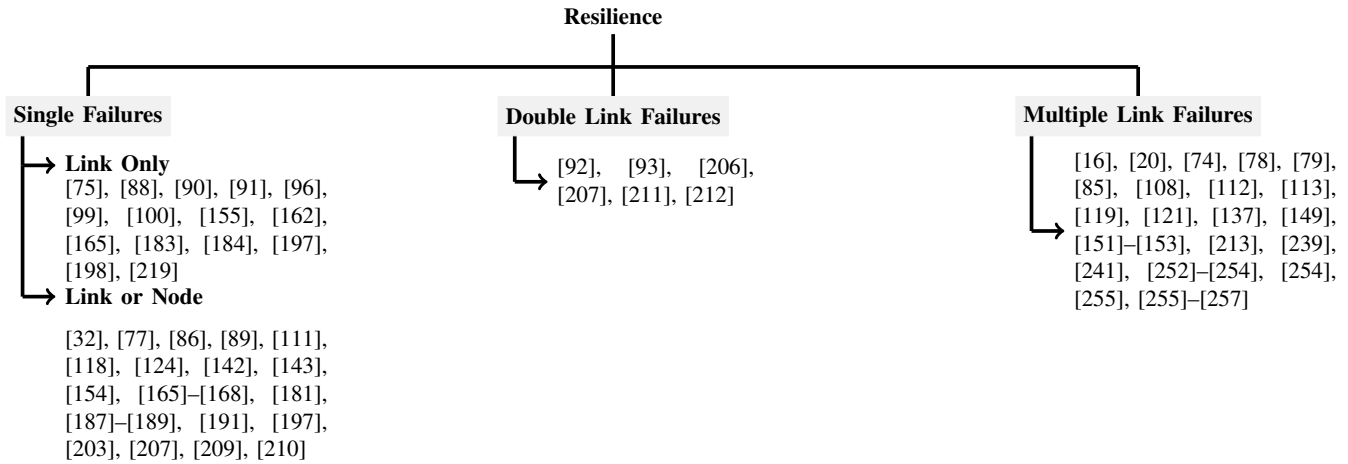 Resilience
Single Failures
Link Only
[75], [88], [90], [91], [96],
[99], [100], [155], [162],
[165], [183], [184], [197],
[198], [219]
Link or Node
[32], [77], [86], [89], [111],
[118], [124], [142], [143],
[154], [165]–[168], [181],
[187]–[189], [191], [197],
[203], [207], [209], [210]
Double Link Failures
[92], [93], [206],
[207], [211], [212]
Multiple Link Failures
[16], [20], [74], [78], [79],
[85], [108], [112], [113],
[119], [121], [137], [149],
[151]–[153], [213], [239],
[241], [252]–[254], [254],
[255], [255]–[257]